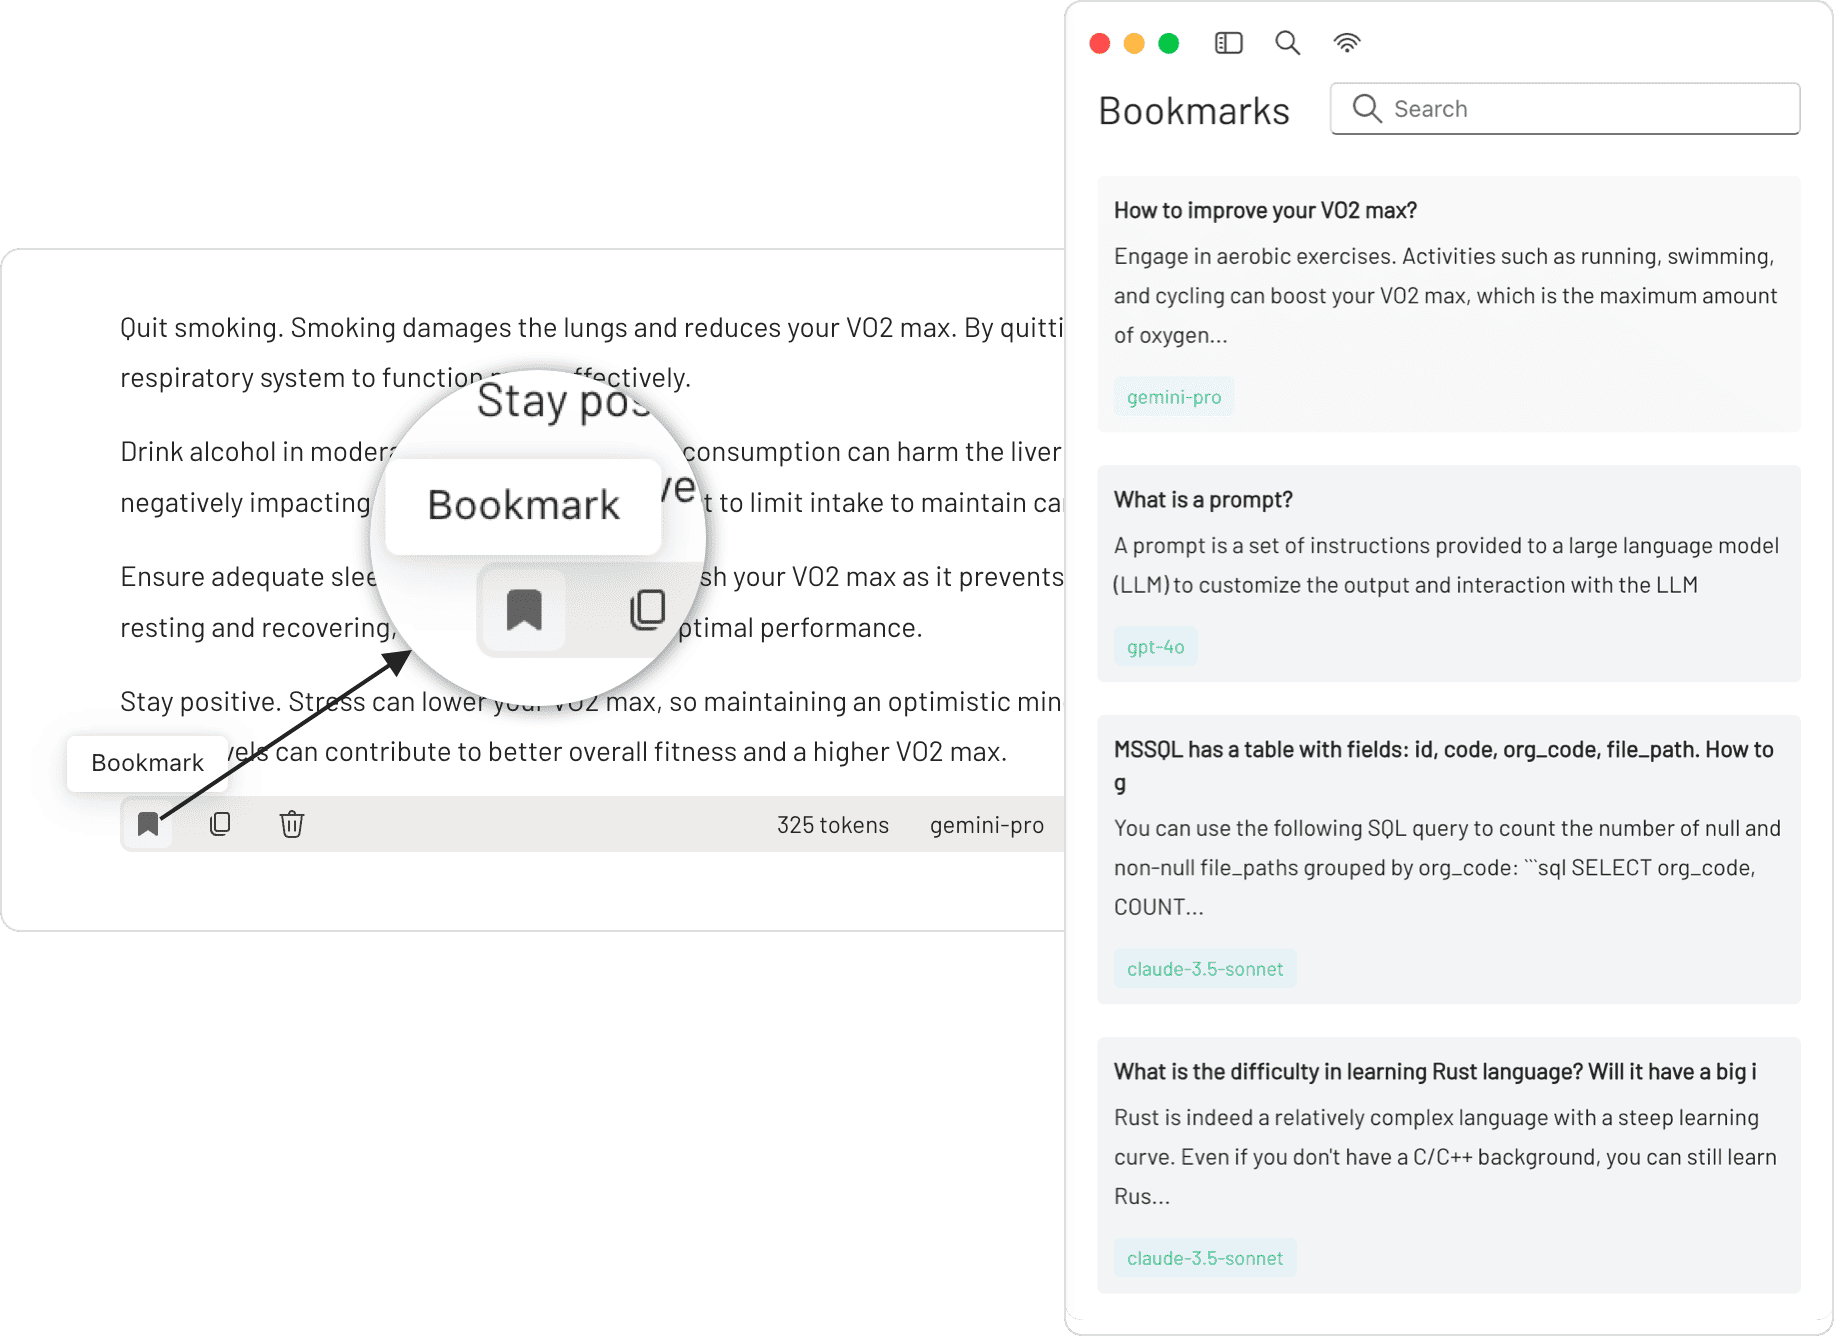 Quit smoking. Smoking damages the lungs and reduces your VO2 max. By quitti
respiratory system to function effectively.
Drink alcohol in moder consumption can harm the liver
negatively impacting t to limit intake to maintain ca
Ensure adequate slee sh your VO2 max as it prevents
resting and recovering, ptimal performance.
Stay positive. Stress can lower your VO2 max, so maintaining an optimistic min
vels can contribute to better overall fitness and a higher VO2 max.
Stay pos
Bookmark
ve
Bookmark
325 tokens gemini-pro
Bookmarks
Search
How to improve your VO2 max?
Engage in aerobic exercises. Activities such as running, swimming,
and cycling can boost your VO2 max, which is the maximum amount
of oxygen...
gemini-pro
What is a prompt?
A prompt is a set of instructions provided to a large language model
(LLM) to customize the output and interaction with the LLM
gpt-4o
MSSQL has a table with fields: id, code, org_code, file_path. How to
g
You can use the following SQL query to count the number of null and
non-null file_paths grouped by org_code: ```sql SELECT org_code,
COUNT...
claude-3.5-sonnet
What is the difficulty in learning Rust language? Will it have a big i
Rust is indeed a relatively complex language with a steep learning
curve. Even if you don't have a C/C++ background, you can still learn
Rus...
claude-3.5-sonnet